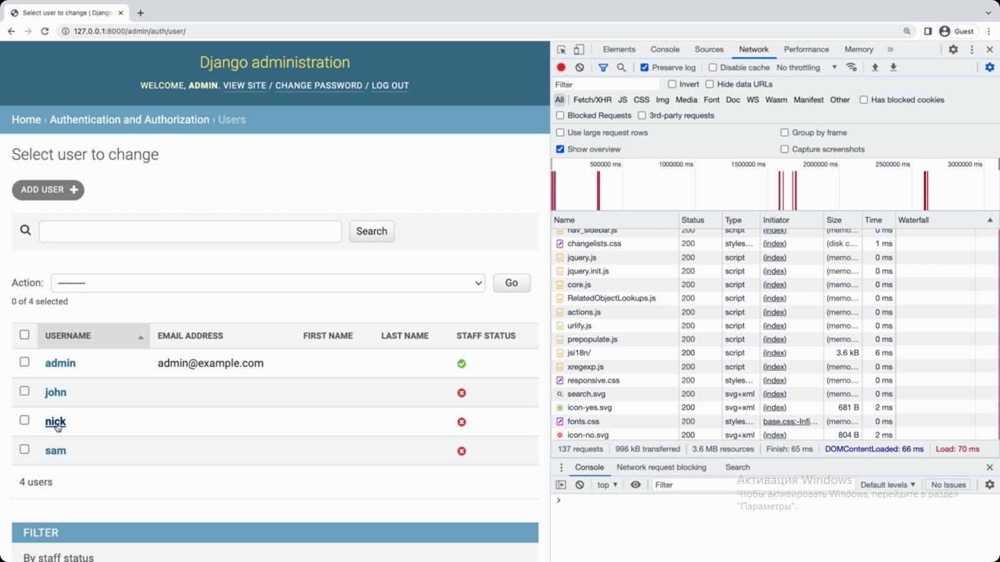 Select user to change | Django
127.0.0.1:8000/admin/auth/user/
Guest
Django administration
WELCOME, ADMIN. VIEW SITE / CHANGE PASSWORD / LOG OUT
Home › Authentication and Authorization › Users
Select user to change
ADD USER
Search
Action: ---------
Go
0 of 4 selected
USERNAME EMAIL ADDRESS FIRST NAME LAST NAME STAFF STATUS
admin admin@example.com
john
nick
sam
4 users
FILTER
By staff status
Elements Console Sources Network Performance Memory »
Preserve log Disable cache No throttling
Filter Invert Hide data URLs
All Fetch/XHR JS CSS Img Media Font Doc WS Wasm Manifest Other Has blocked cookies
Blocked Requests 3rd-party requests
Use large request rows Group by frame
Show overview Capture screenshots
500000 ms 1000000 ms 1500000 ms 2000000 ms 2500000 ms 3000000 ms
Name Status Type Initiator Size Time Waterfall
nav_sidebar.js 200 script (index) (memo... 0 ms
changelists.css 200 styles... (index) (disk c... 1 ms
jquery.js 200 script (index) (memo... 0 ms
jquery.init.js 200 script (index) (memo... 0 ms
core.js 200 script (index) (memo... 0 ms
RelatedObjectLookups.js 200 script (index) (memo... 0 ms
actions.js 200 script (index) (memo... 0 ms
urlify.js 200 script (index) (memo... 0 ms
prepopulate.js 200 script (index) (memo... 0 ms
jsi18n/ 200 script (index) 3.6 kB 6 ms
xregexp.js 200 script (index) (memo... 0 ms
responsive.css 200 styles... (index) (memo... 0 ms
search.svg 200 svg+xml (index) (memo... 0 ms
icon-yes.svg 200 svg+xml (index) 681 B 2 ms
fonts.css 200 styles... base.css:-Infi... (memo... 0 ms
icon-no.svg 200 svg+xml (index) 804 B 2 ms
137 requests 996 kB transferred 3.6 MB resources Finish: 65 ms DOMContentLoaded: 66 ms Load: 70 ms
Console Network request blocking Search
top Filter Default levels No Issues
Активация Windows
Чтобы активировать Windows, перейдите в раздел
"Параметры".